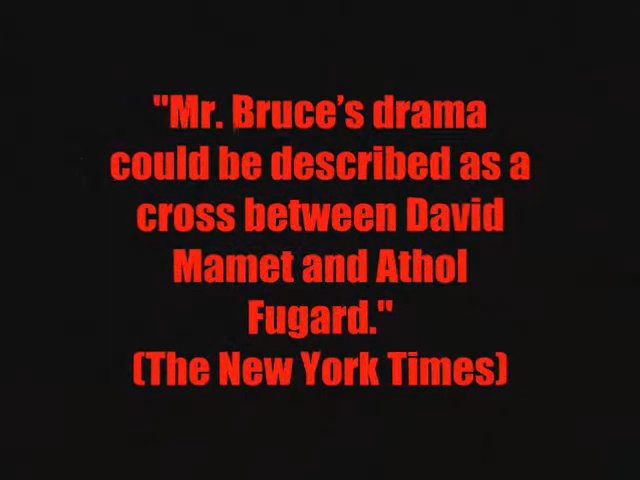 "Mr. Bruce’s drama
could be described as a
cross between David
Mamet and Athol
Fugard."
(The New York Times)